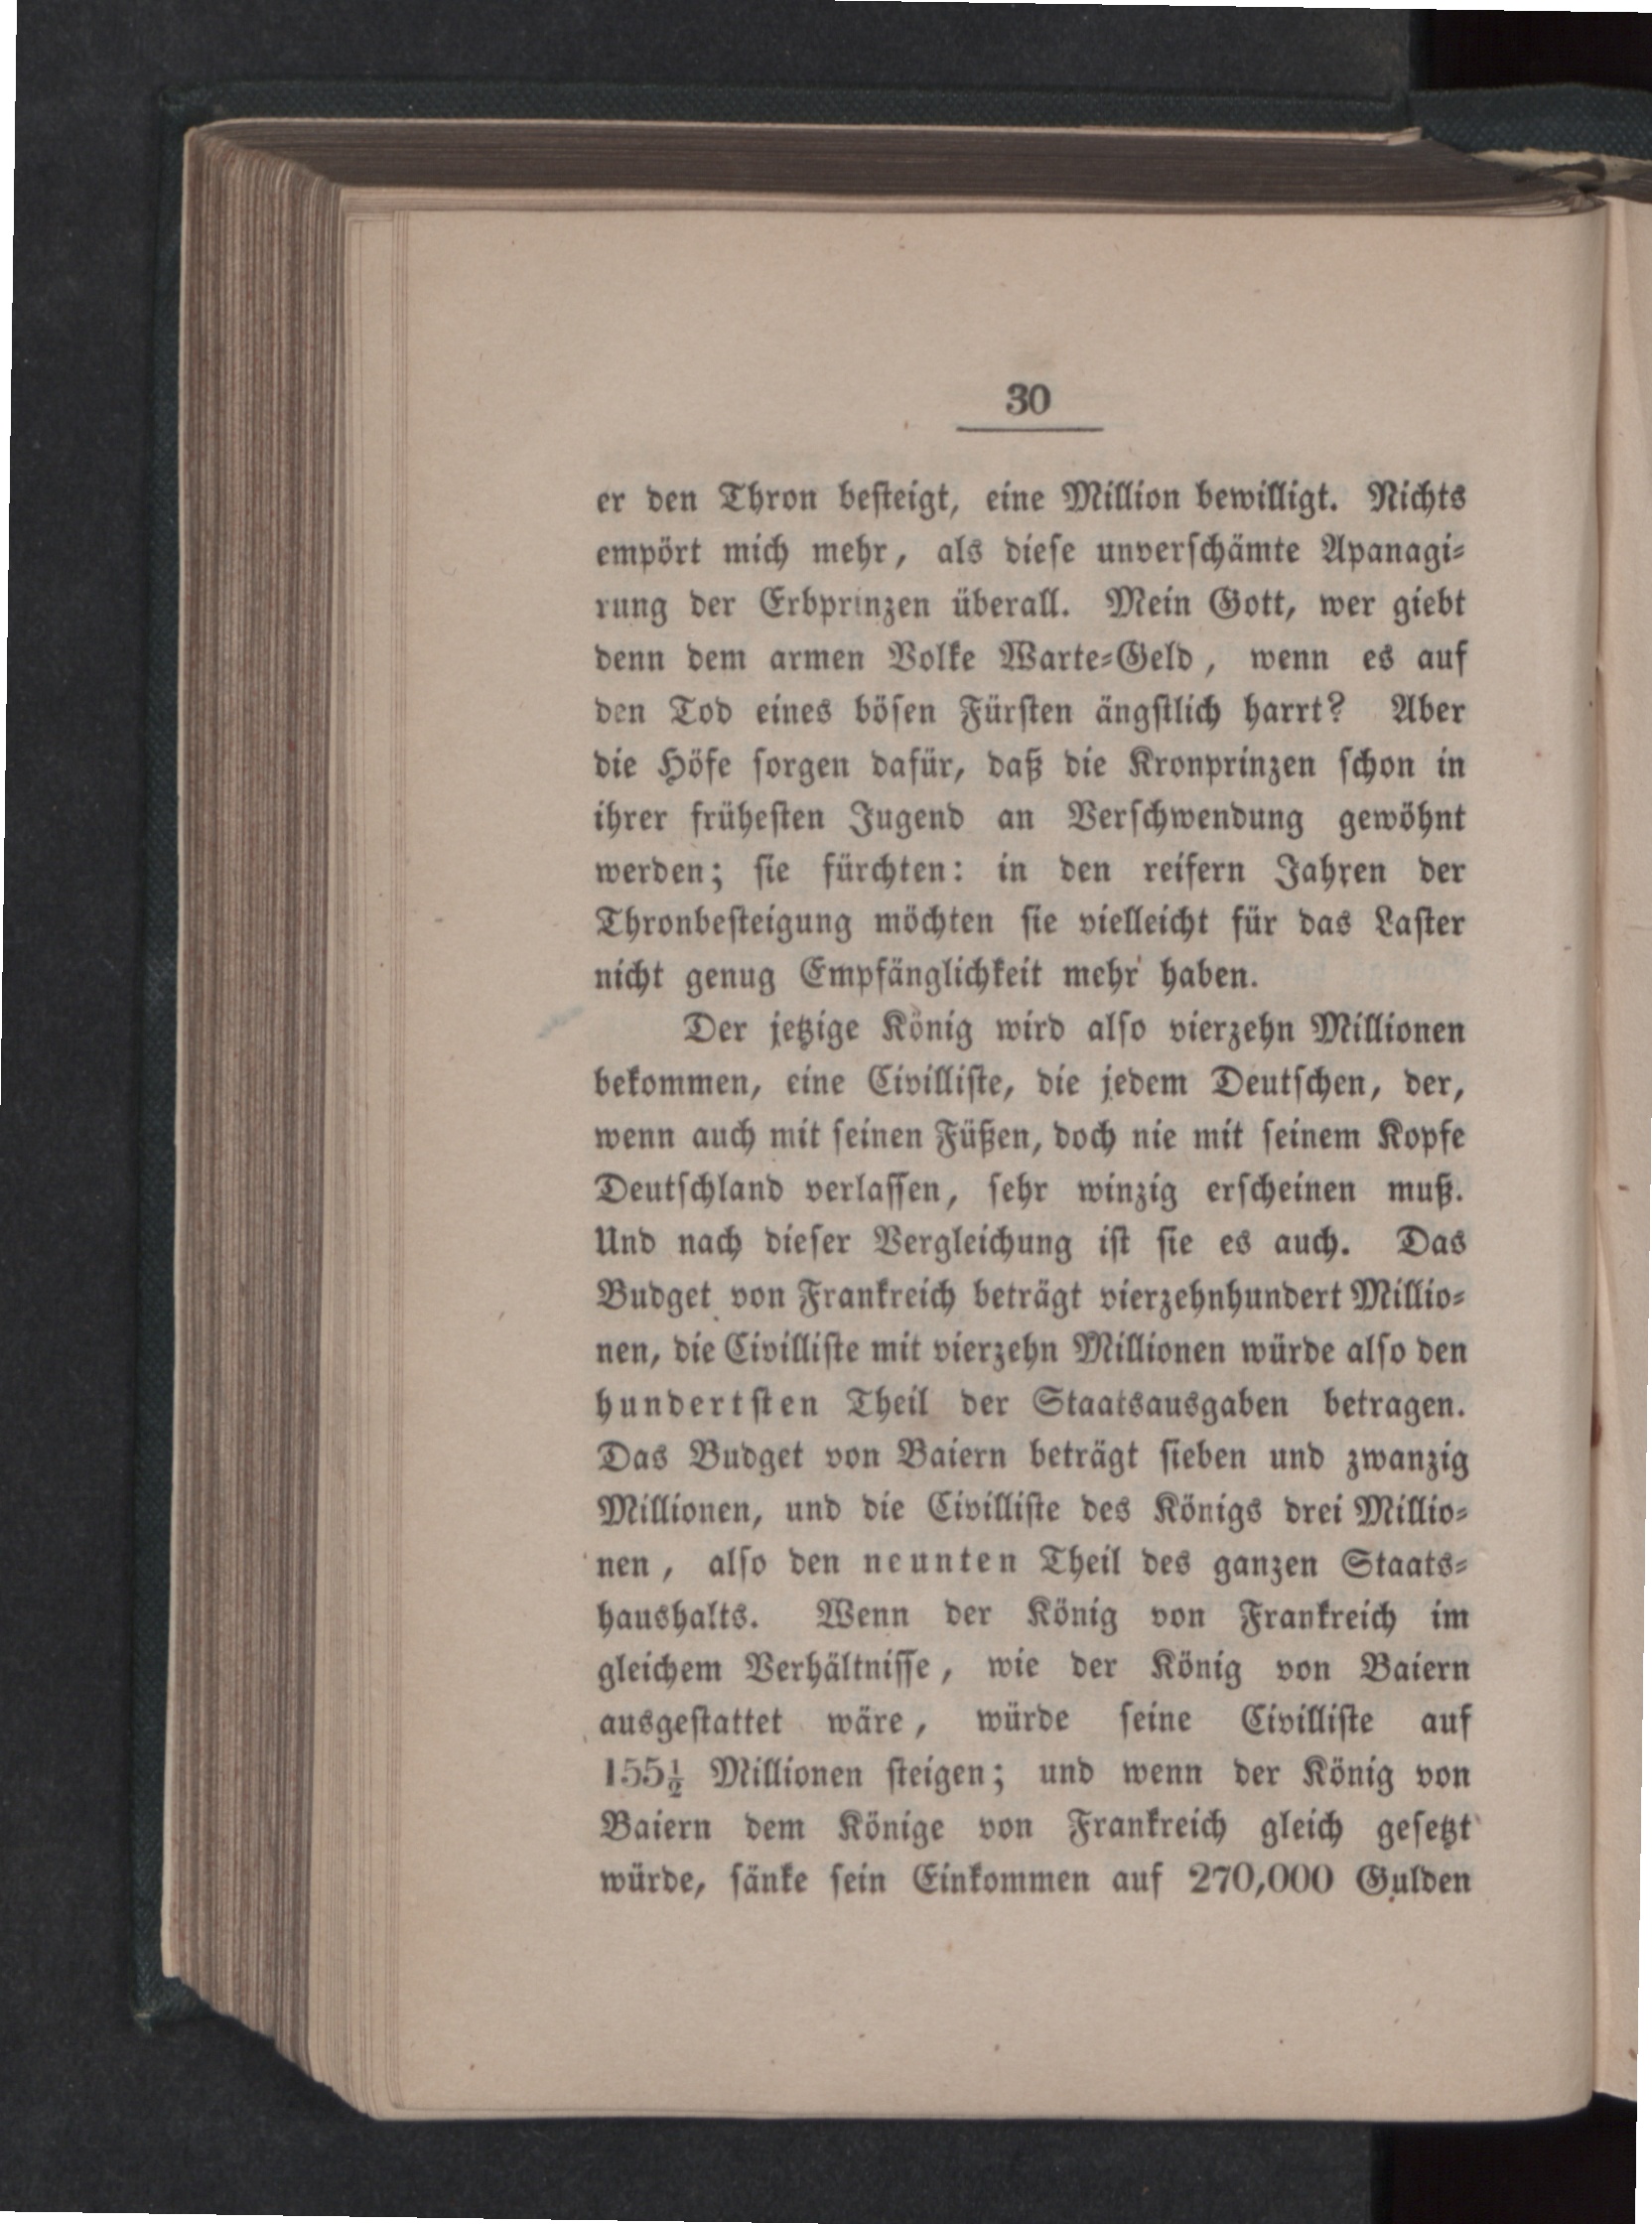 30
er den Thron besteigt, eine Million bewilligt. Nichts
empört mich mehr, als diese unverschämte Apanagi-
rung der Erbprinzen überall. Mein Gott, wer giebt
denn dem armen Volke Warte-Geld, wenn es auf
den Tod eines bösen Fürsten ängstlich harrt? Aber
die Höfe sorgen dafür, daß die Kronprinzen schon in
ihrer frühesten Jugend an Verschwendung gewöhnt
werden; sie fürchten: in den reifern Jahren der
Thronbesteigung möchten sie vielleicht für das Laster
nicht genug Empfänglichkeit mehr haben.
Der jetzige König wird also vierzehn Millionen
bekommen, eine Civilliste, die jedem Deutschen, der,
wenn auch mit seinen Füßen, doch nie mit seinem Kopfe
Deutschland verlassen, sehr winzig erscheinen muß.
Und nach dieser Vergleichung ist sie es auch. Das
Budget von Frankreich beträgt vierzehnhundert Millio-
nen, die Civilliste mit vierzehn Millionen würde also den
hundertsten Theil der Staatsausgaben betragen.
Das Budget von Baiern beträgt sieben und zwanzig
Millionen, und die Civilliste des Königs drei Millio-
nen, also den neunten Theil des ganzen Staats-
haushalts. Wenn der König von Frankreich im
gleichem Verhältnisse, wie der König von Baiern
ausgestattet wäre, würde seine Civilliste auf
155½ Millionen steigen; und wenn der König von
Baiern dem Könige von Frankreich gleich gesetzt
würde, sänke sein Einkommen auf 270,000 Gulden